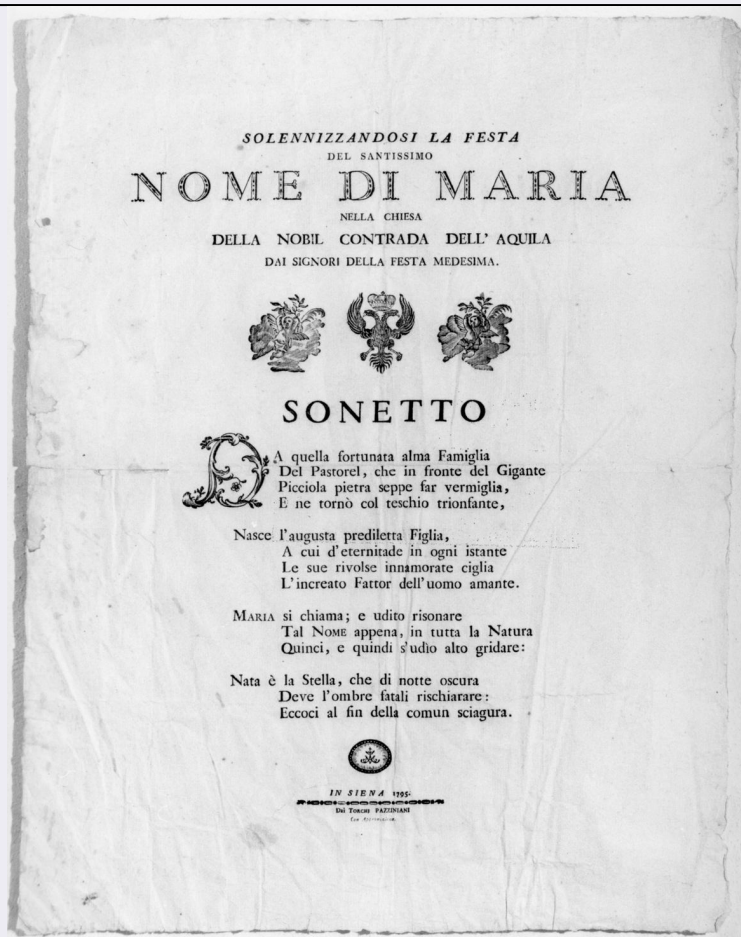 SOLENNIZZANDOSI LA FESTA
DEL SANTISSIMO
NOME DI MARIA
NELLA CHIESA
DELLA NOBIL CONTRADA DELL' AQUILA
DAI SIGNORI DELLA FESTA MEDESIMA.
SONETTO
DA quella fortunata alma Famiglia
Del Pastorel, che in fronte del Gigante
Picciola pietra seppe far vermiglia,
E ne tornò col teschio trionfante,
Nasce l'augusta prediletta Figlia,
A cui d'eternitade in ogni istante
Le sue rivolse innamorate ciglia
L'increato Fattor dell'uomo amante.
MARIA si chiama; e udito risonare
Tal NOME appena, in tutta la Natura
Quinci, e quindi s'udìo alto gridare:
Nata è la Stella, che di notte oscura
Deve l'ombre fatali rischiarare:
Eccoci al fin della comun sciagura.
IN SIENA 1795.
Dai TORCHI PAZZINIANI
Con Approvazione.